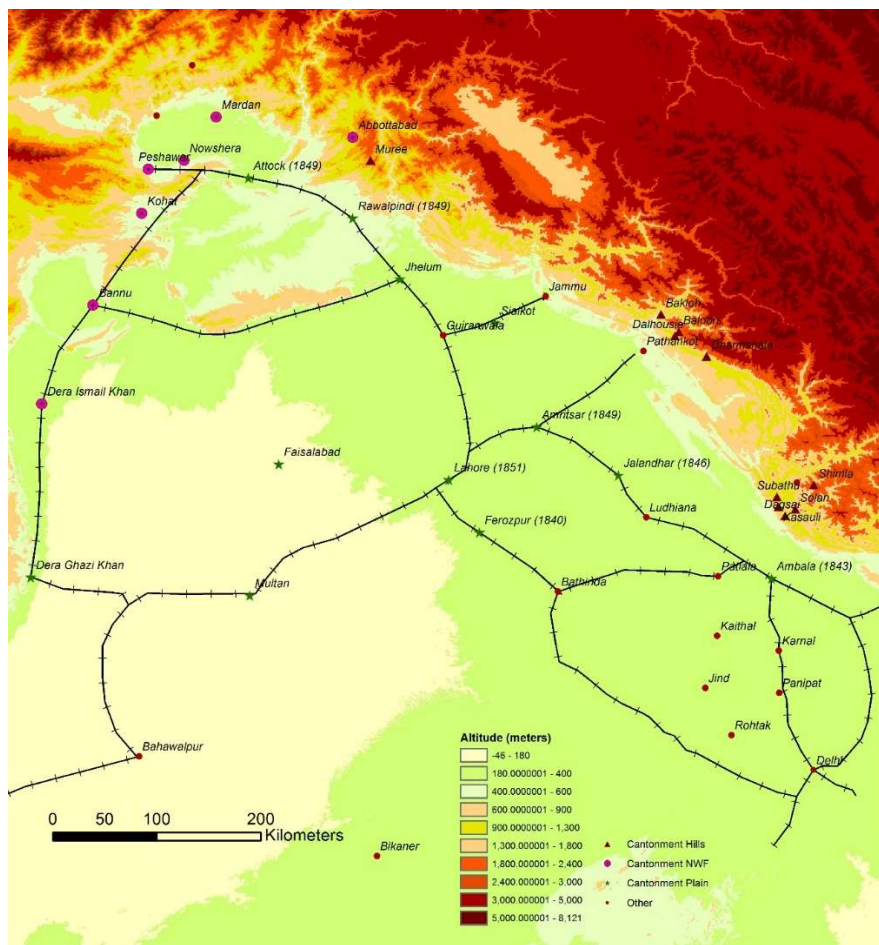 Mardan
Abbottabad
Muree
Nowshera
Peshawar
Attock (1849)
Kohat
Rawalpindi (1849)
Jhelum
Bannu
Jammu
Sialkot
Gujranwala
Bakloh
Dalhousie
Pathankot
Dera Ismail Khan
Amritsar (1849)
Faisalabad
Lahore (1851)
Jalandhar (1846)
Shimla
Subathu
Solan
Dagsai
Kasauli
Ludhiana
Ferozpur (1840)
Dera Ghazi Khan
Multan
Bathinda
Patiala
Ambala (1843)
Kaithal
Karnal
Jind
Panipat
Rohtak
Delhi
Bahawalpur
Bikaner
0 50 100 200
Kilometers
Altitude (meters)
-46 - 180
180.0000001 - 400
400.0000001 - 600
600.0000001 - 900
900.0000001 - 1,300
1,300.000001 - 1,800
1,800.000001 - 2,400
2,400.000001 - 3,000
3,000.000001 - 5,000
5,000.000001 - 8,121
Cantonment Hills
Cantonment NWF
Cantonment Plain
Other